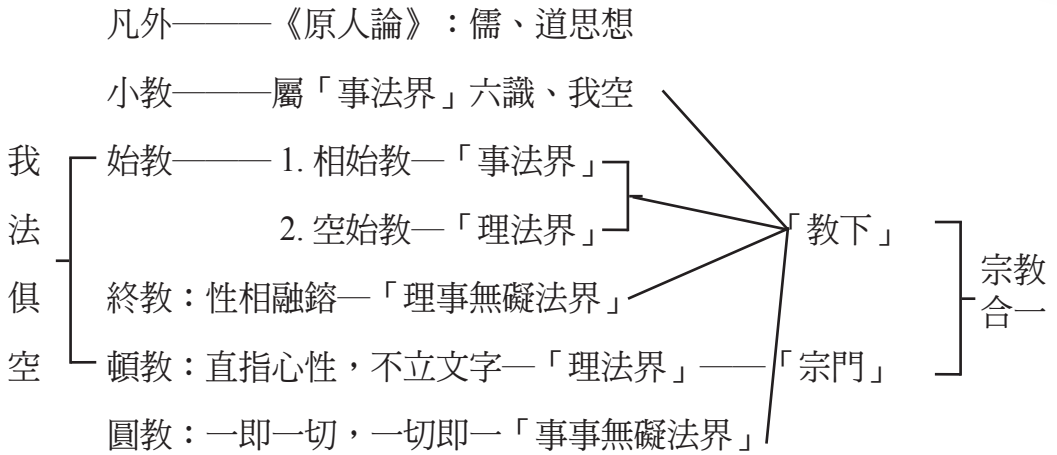 凡外———《原人論》:儒、道思想
小教———屬「事法界」六識、我空
我法俱空
始教——— 1. 相始教—「事法界」
2. 空始教—「理法界」
「教下」
終教:性相融鎔—「理事無礙法界」
頓教:直指心性,不立文字—「理法界」——「宗門」
圓教:一即一切,一切即一「事事無礙法界」
宗教
合一